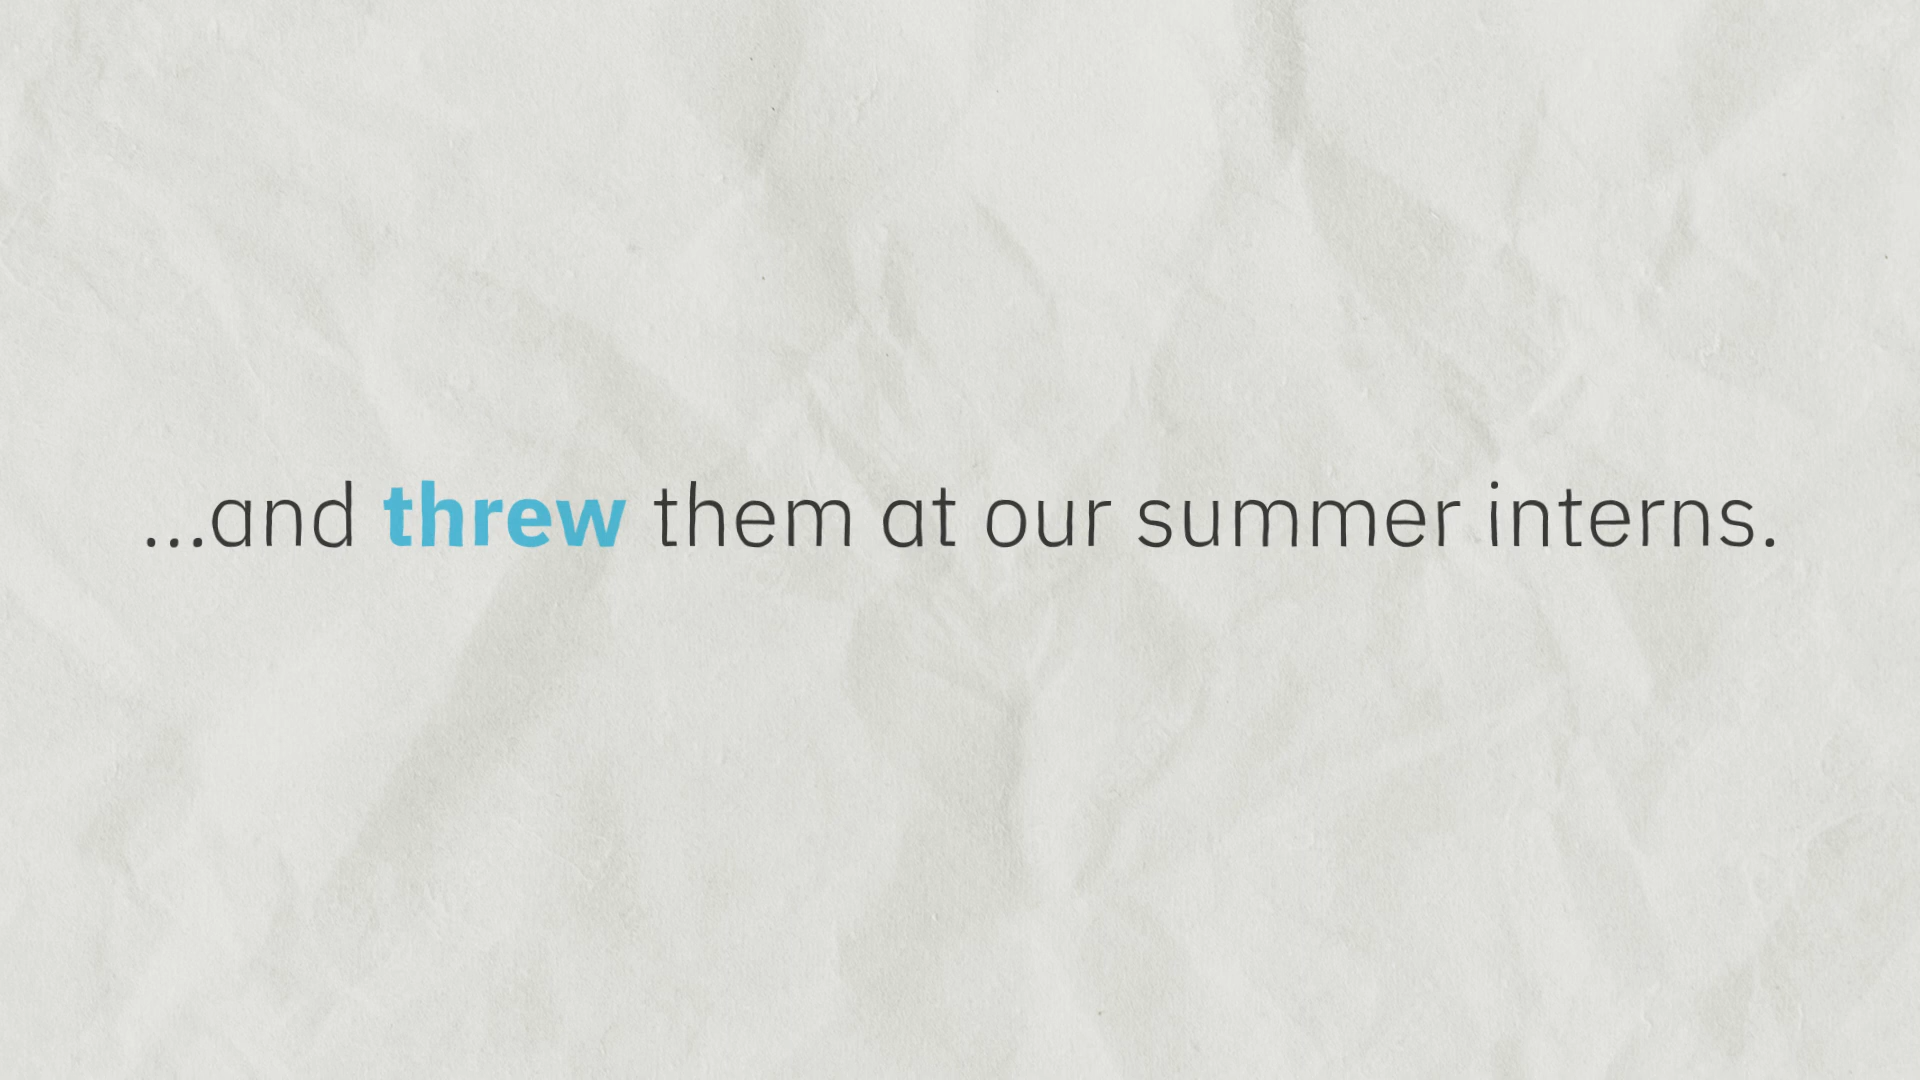 ...and threw them at our summer interns.